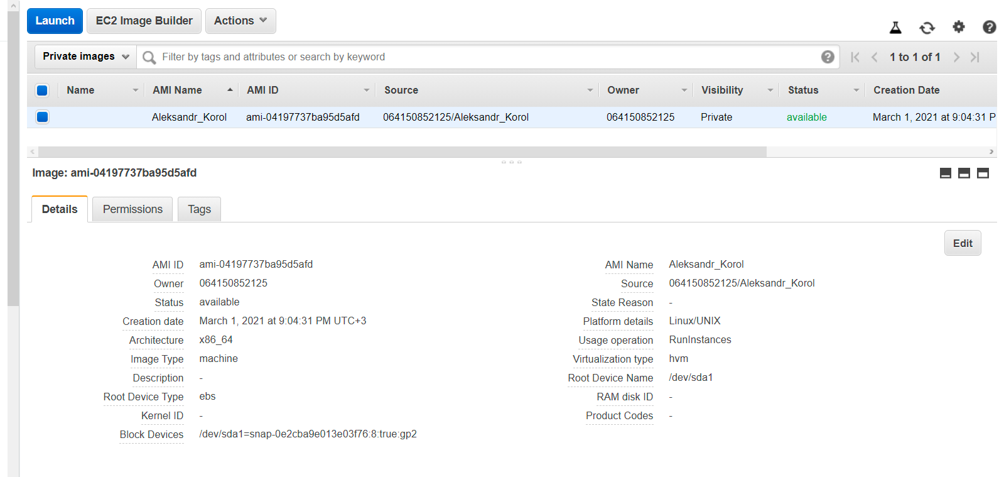 Launch EC2 Image Builder Actions
Private images Filter by tags and attributes or search by keyword ? 1 to 1 of 1 ?
Name AMI Name AMI ID Source Owner Visibility Status Creation Date
Aleksandr_Korol ami-04197737ba95d5afd 064150852125/Aleksandr_Korol 064150852125 Private available March 1, 2021 at 9:04:31 P
Image: ami-04197737ba95d5afd
Details Permissions Tags
Edit
AMI ID ami-04197737ba95d5afd AMI Name Aleksandr_Korol
Owner 064150852125 Source 064150852125/Aleksandr_Korol
Status available State Reason -
Creation date March 1, 2021 at 9:04:31 PM UTC+3 Platform details Linux/UNIX
Architecture x86_64 Usage operation RunInstances
Image Type machine Virtualization type hvm
Description - Root Device Name /dev/sda1
Root Device Type ebs RAM disk ID -
Kernel ID - Product Codes -
Block Devices /dev/sda1=snap-0e2cba9e013e03f76:8:true:gp2